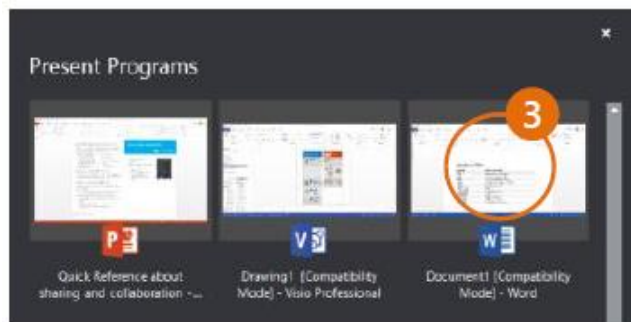 Present Programs
3
Quick Reference about
sharing and collaboration -...
Drawing1 [Compatibility
Mode] - Visio Professional
Document1 [Compatibility
Mode] - Word